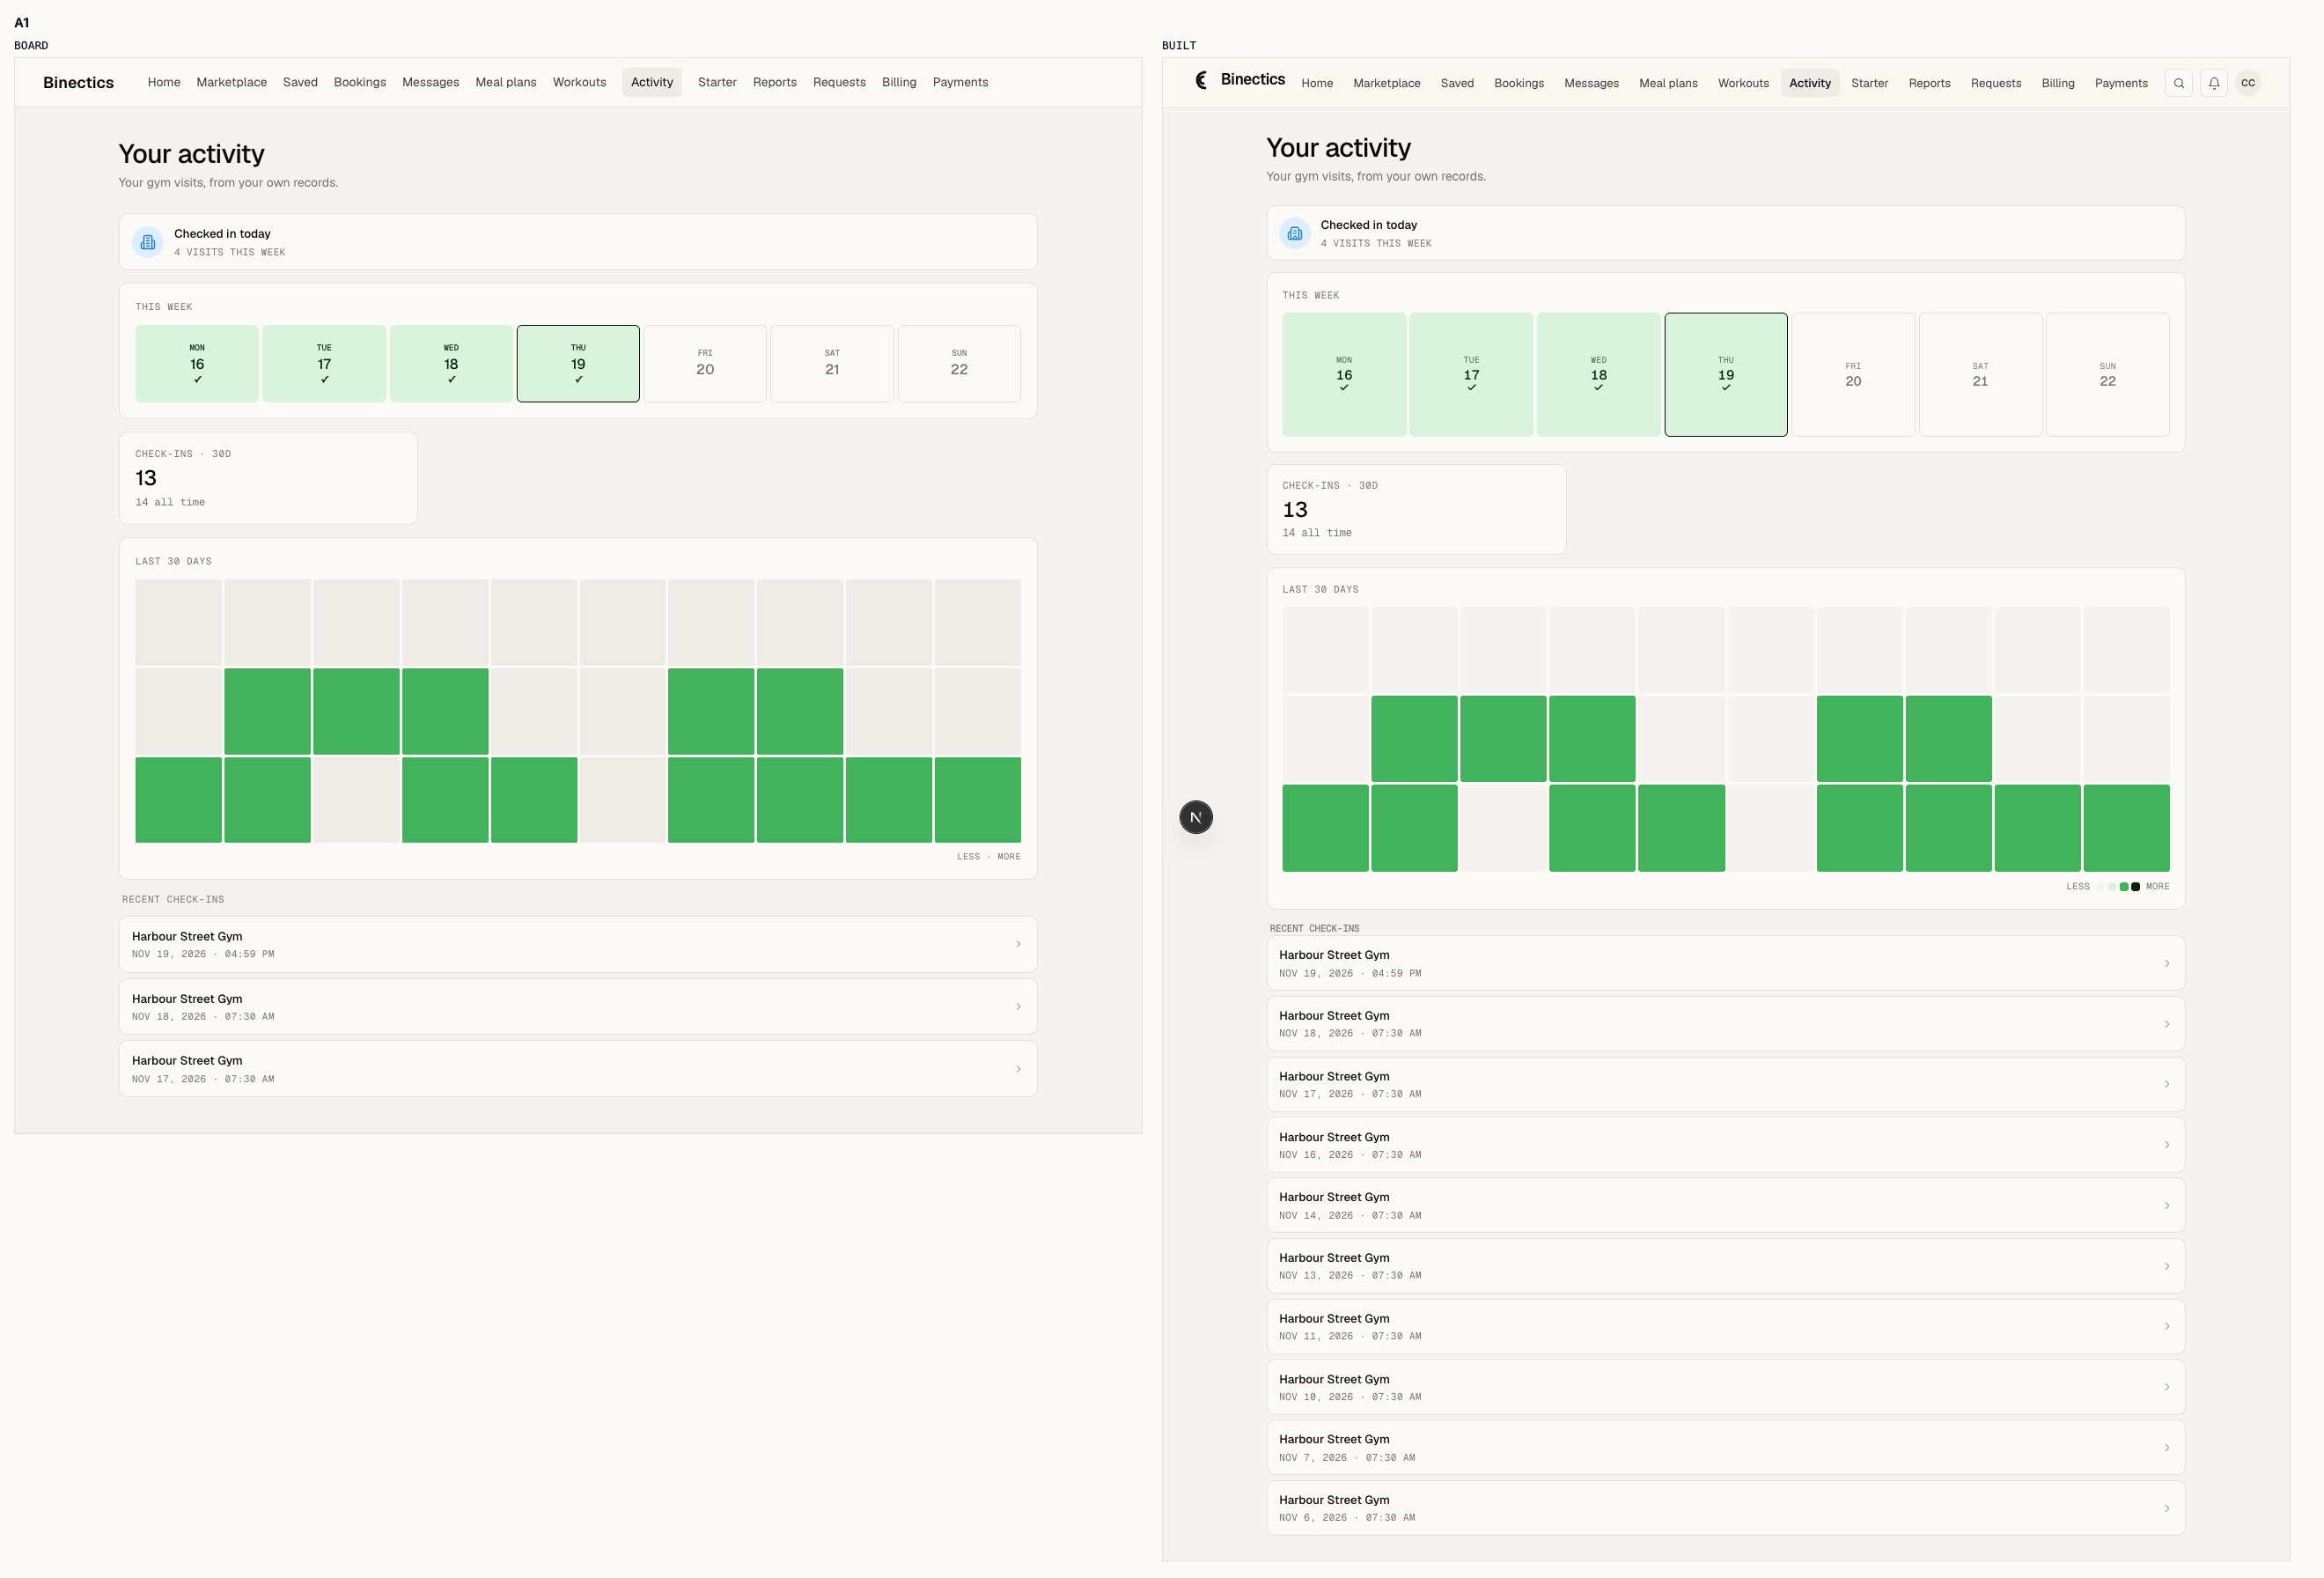 A1
BOARD
Binectics Home Marketplace Saved Bookings Messages Meal plans Workouts Activity Starter Reports Requests Billing Payments
Your activity
Your gym visits, from your own records.
Checked in today
4 VISITS THIS WEEK
THIS WEEK
MON TUE WED THU FRI SAT SUN
16 17 18 19 20 21 22
CHECK-INS · 30D
13
14 all time
LAST 30 DAYS
LESS · MORE
RECENT CHECK-INS
Harbour Street Gym
NOV 19, 2026 · 04:59 PM
Harbour Street Gym
NOV 18, 2026 · 07:30 AM
Harbour Street Gym
NOV 17, 2026 · 07:30 AM
BUILT
Binectics Home Marketplace Saved Bookings Messages Meal plans Workouts Activity Starter Reports Requests Billing Payments CC
Your activity
Your gym visits, from your own records.
Checked in today
4 VISITS THIS WEEK
THIS WEEK
MON TUE WED THU FRI SAT SUN
16 17 18 19 20 21 22
CHECK-INS · 30D
13
14 all time
LAST 30 DAYS
N
LESS MORE
RECENT CHECK-INS
Harbour Street Gym
NOV 19, 2026 · 04:59 PM
Harbour Street Gym
NOV 18, 2026 · 07:30 AM
Harbour Street Gym
NOV 17, 2026 · 07:30 AM
Harbour Street Gym
NOV 16, 2026 · 07:30 AM
Harbour Street Gym
NOV 14, 2026 · 07:30 AM
Harbour Street Gym
NOV 13, 2026 · 07:30 AM
Harbour Street Gym
NOV 11, 2026 · 07:30 AM
Harbour Street Gym
NOV 10, 2026 · 07:30 AM
Harbour Street Gym
NOV 7, 2026 · 07:30 AM
Harbour Street Gym
NOV 6, 2026 · 07:30 AM